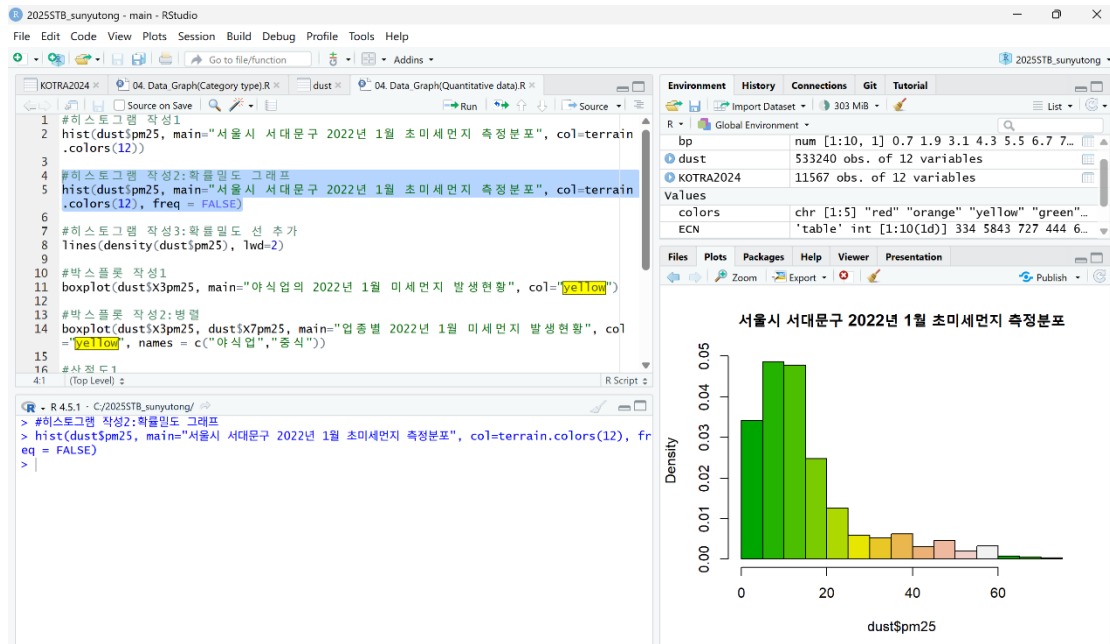 2025STB_sunyutong - main - RStudio
File Edit Code View Plots Session Build Debug Profile Tools Help
Go to file/function Addins 2025STB_sunyutong
KOTRA2024 04. Data_Graph(Category type).R dust 04. Data_Graph(Quantitative data).R
Source on Save Run Source
1 #히스토그램 작성1
2 hist(dust$pm25, main="서울시 서대문구 2022년 1월 초미세먼지 측정분포", col=terrain
.colors(12))
3
4 #히스토그램 작성2:확률밀도 그래프
5 hist(dust$pm25, main="서울시 서대문구 2022년 1월 초미세먼지 측정분포", col=terrain
.colors(12), freq = FALSE)
6
7 #히스토그램 작성3:확률밀도 선 추가
8 lines(density(dust$pm25), lwd=2)
9
10 #박스플롯 작성1
11 boxplot(dust$X3pm25, main="야식업의 2022년 1월 미세먼지 발생현황", col="yellow")
12
13 #박스플롯 작성2:병렬
14 boxplot(dust$X3pm25, dust$X7pm25, main="업종별 2022년 1월 미세먼지 발생현황", col
="yellow", names = c("야식업","중식"))
15
16 #산점도1
4:1 (Top Level) R Script
R 4.5.1 · C:/2025STB_sunyutong/
> #히스토그램 작성2:확률밀도 그래프
> hist(dust$pm25, main="서울시 서대문구 2022년 1월 초미세먼지 측정분포", col=terrain.colors(12), fr
eq = FALSE)
>
Environment History Connections Git Tutorial
Import Dataset 303 MiB List
R Global Environment
bp num [1:10, 1] 0.7 1.9 3.1 4.3 5.5 6.7 7…
dust 533240 obs. of 12 variables
KOTRA2024 11567 obs. of 12 variables
Values
colors chr [1:5] "red" "orange" "yellow" "green"…
ECN 'table' int [1:10(1d)] 334 5843 727 444 6…
Files Plots Packages Help Viewer Presentation
Zoom Export Publish
서울시 서대문구 2022년 1월 초미세먼지 측정분포
Density
0.05
0.04
0.03
0.02
0.01
0.00
0 20 40 60
dust$pm25